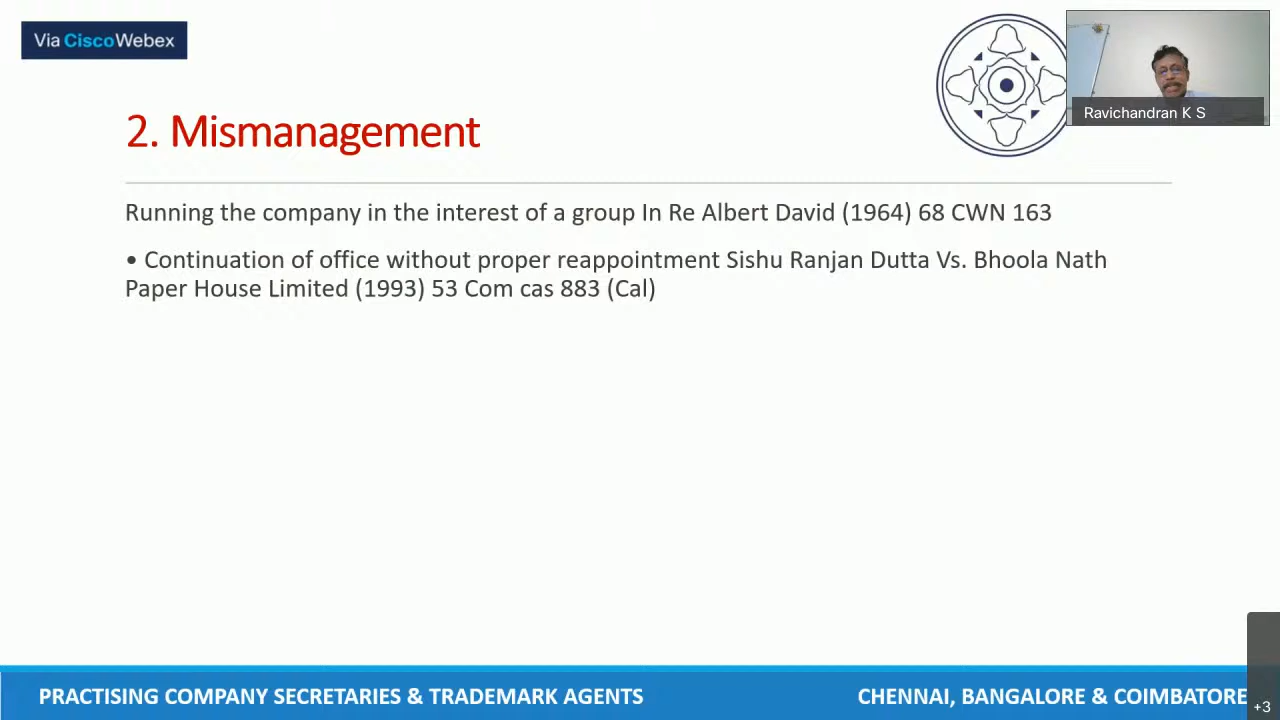 Via CiscoWebex
Ravichandran K S
2. Mismanagement
Running the company in the interest of a group In Re Albert David (1964) 68 CWN 163
• Continuation of office without proper reappointment Sishu Ranjan Dutta Vs. Bhoola Nath
Paper House Limited (1993) 53 Com cas 883 (Cal)
PRACTISING COMPANY SECRETARIES & TRADEMARK AGENTS
CHENNAI, BANGALORE & COIMBATORE
+3